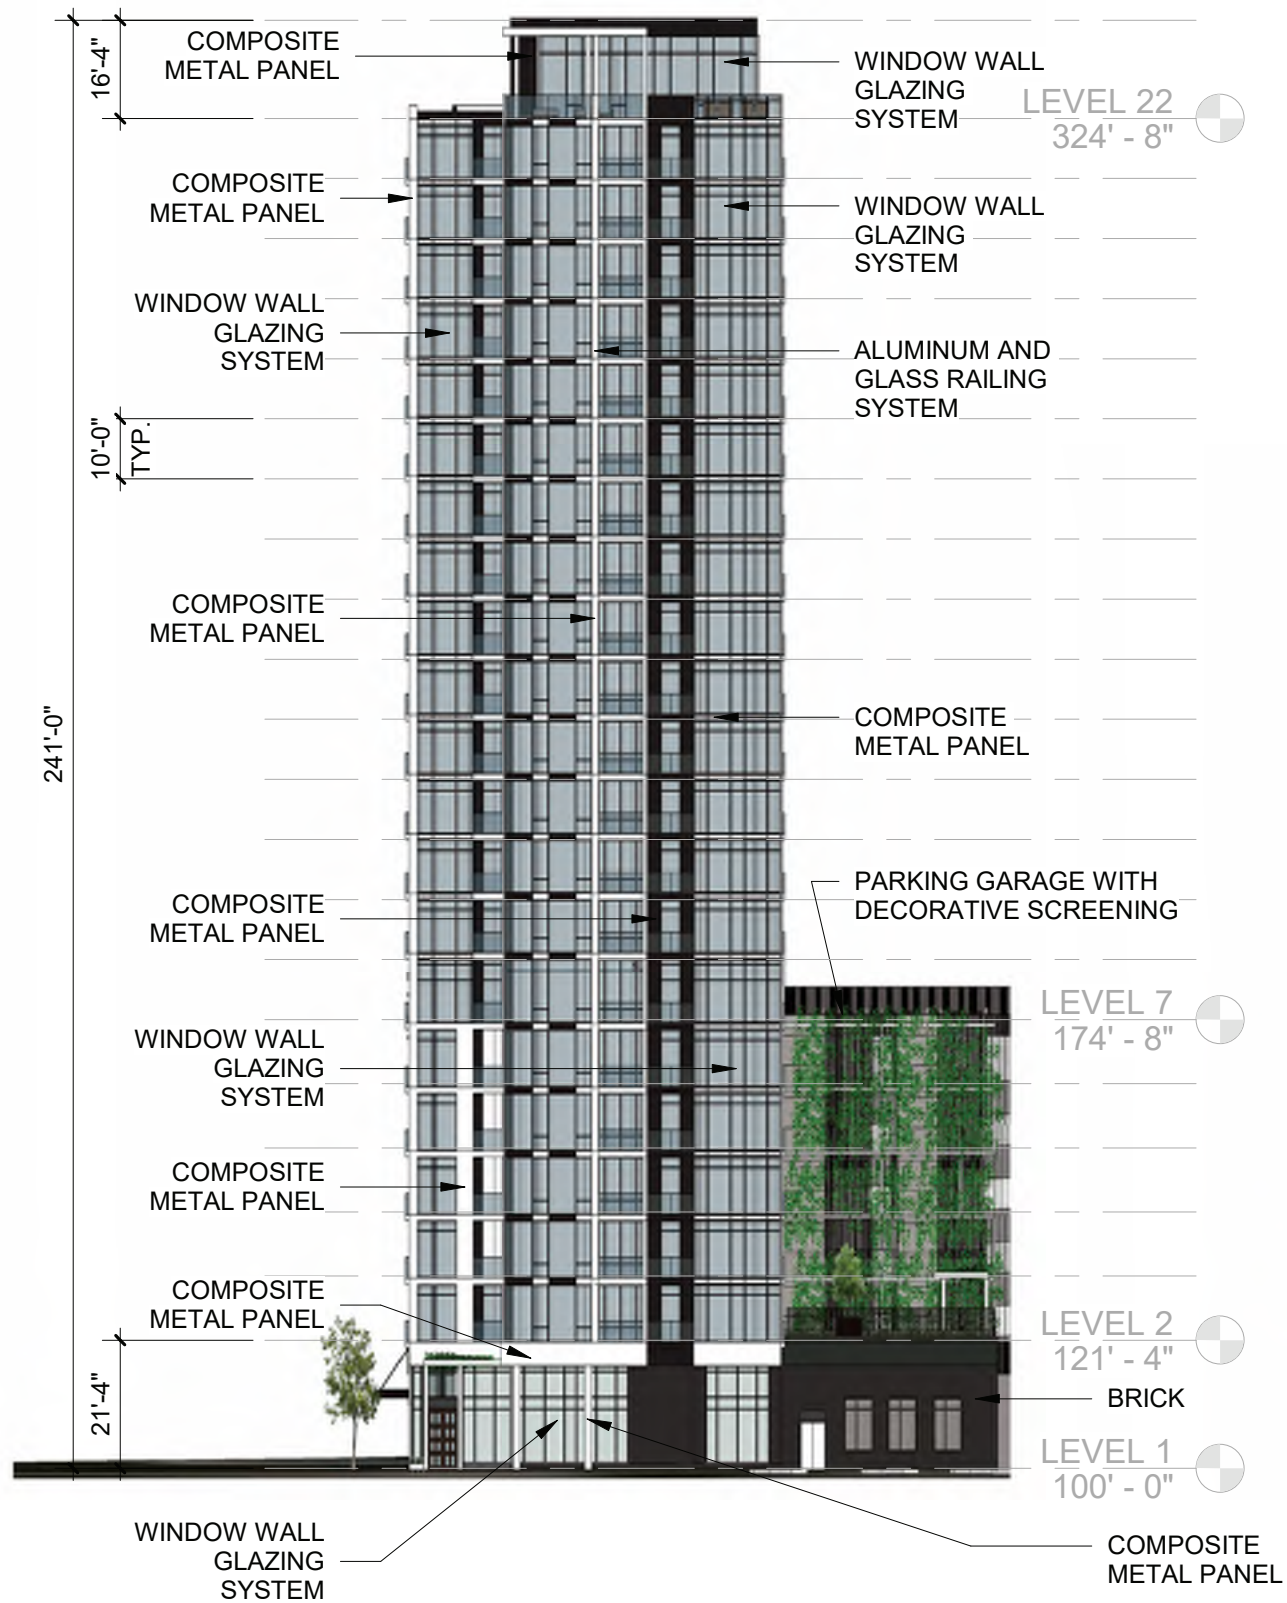 16'-4"
COMPOSITE
METAL PANEL
WINDOW WALL
GLAZING
SYSTEM
LEVEL 22
324' - 8"
COMPOSITE
METAL PANEL
WINDOW WALL
GLAZING
SYSTEM
WINDOW WALL
GLAZING
SYSTEM
ALUMINUM AND
GLASS RAILING
SYSTEM
10'-0"
TYP.
COMPOSITE
METAL PANEL
241'-0"
COMPOSITE
METAL PANEL
PARKING GARAGE WITH
DECORATIVE SCREENING
COMPOSITE
METAL PANEL
LEVEL 7
174' - 8"
WINDOW WALL
GLAZING
SYSTEM
COMPOSITE
METAL PANEL
COMPOSITE
METAL PANEL
LEVEL 2
121' - 4"
21'-4"
BRICK
LEVEL 1
100' - 0"
WINDOW WALL
GLAZING
SYSTEM
COMPOSITE
METAL PANEL